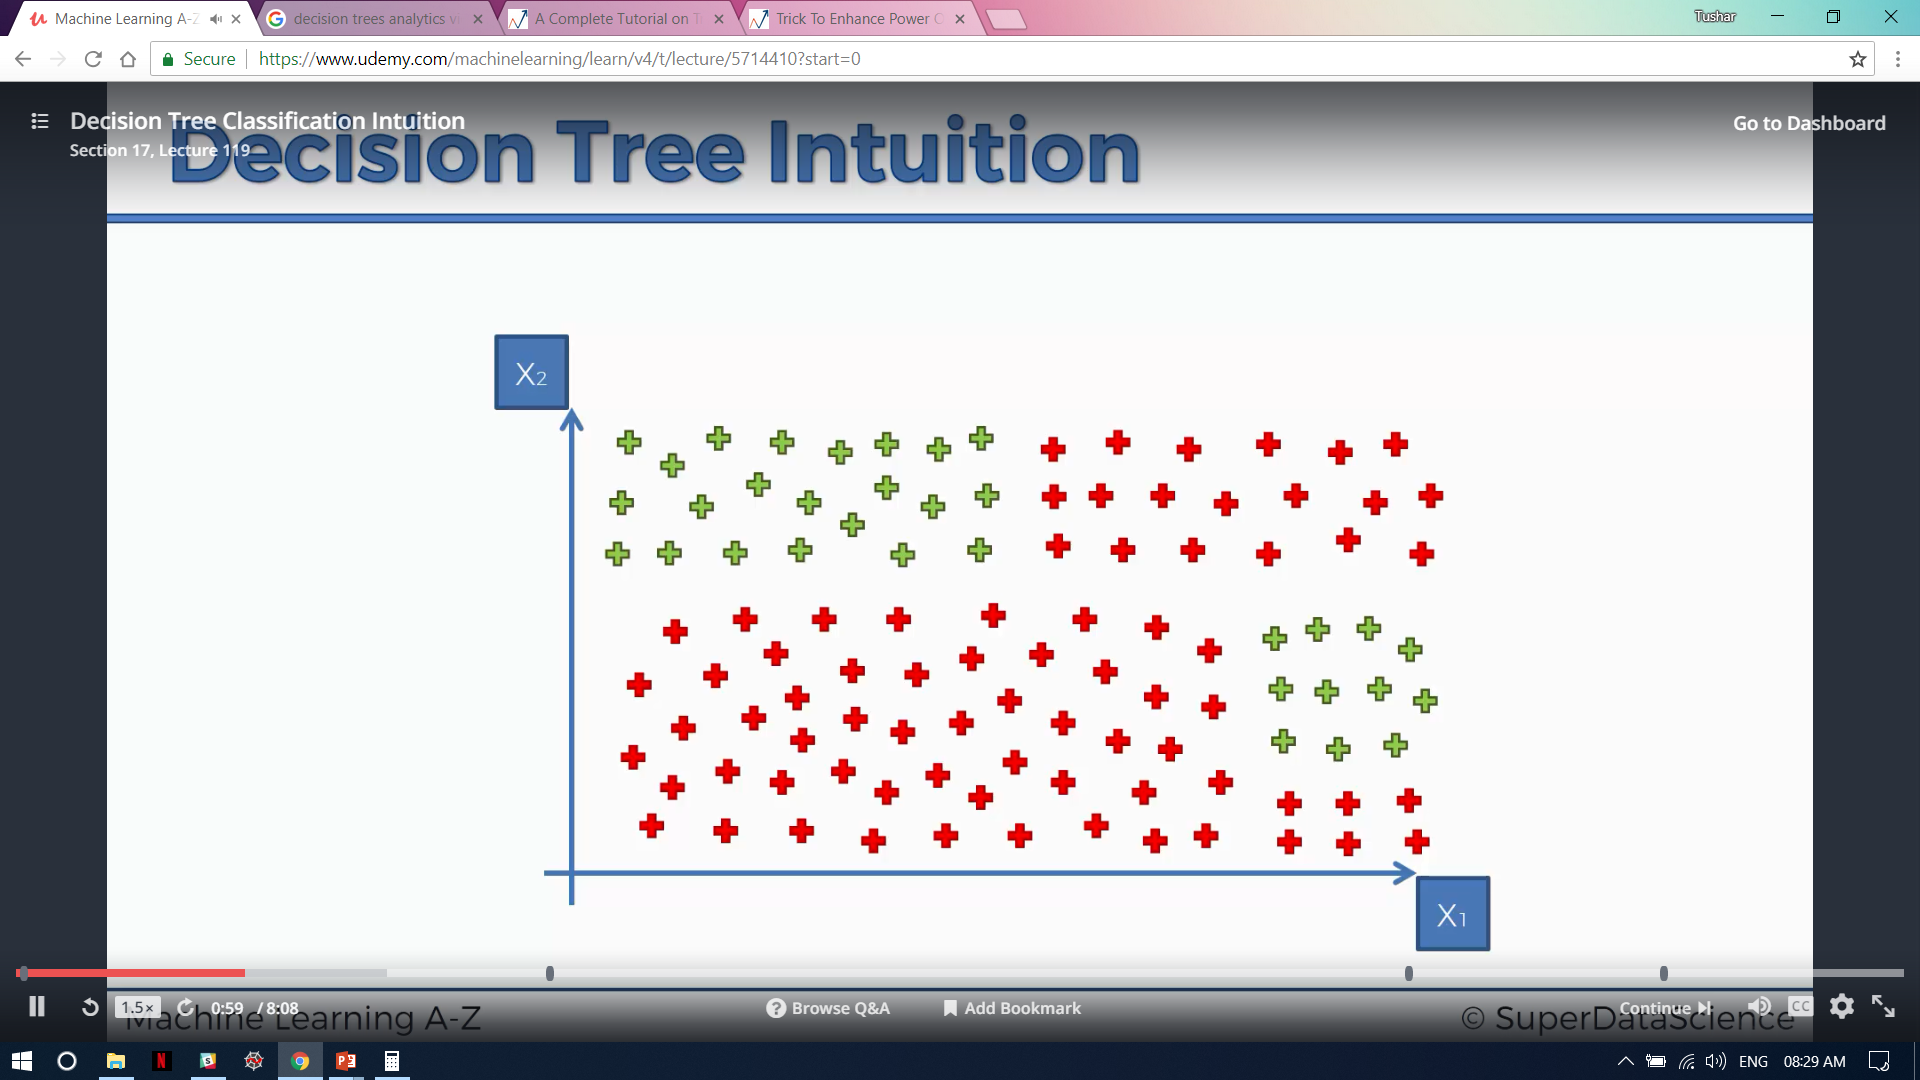 Machine Learning A-Z
decision trees analytics vi
A Complete Tutorial on T
Trick To Enhance Power O
Tushar
Secure
https://www.udemy.com/machinelearning/learn/v4/t/lecture/5714410?start=0
Decision Tree Classification Intuition
Section 17, Lecture 119
Go to Dashboard
Decision Tree Intuition
X2
X1
1.5×
0:59 / 8:08
Browse Q&A
Add Bookmark
Continue
CC
Machine Learning A-Z
© SuperDataScience
ENG
08:29 AM